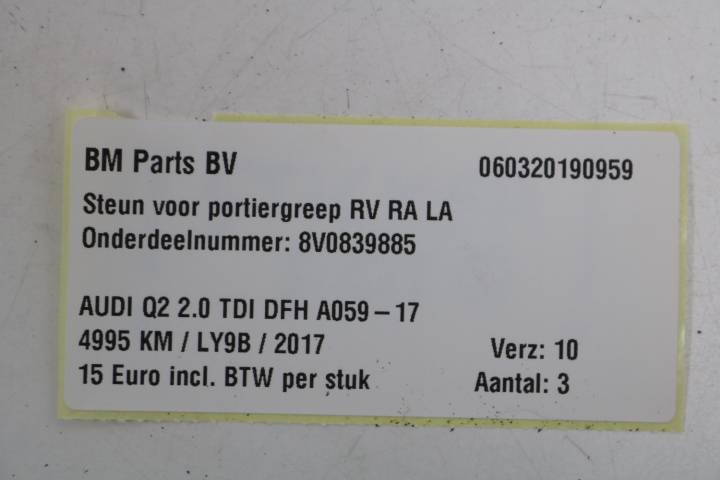 BM Parts BV 060320190959
Steun voor portiergreep RV RA LA
Onderdeelnummer: 8V0839885
AUDI Q2 2.0 TDI DFH A059-17
4995 KM / LY9B / 2017 Verz: 10
15 Euro incl. BTW per stuk Aantal: 3